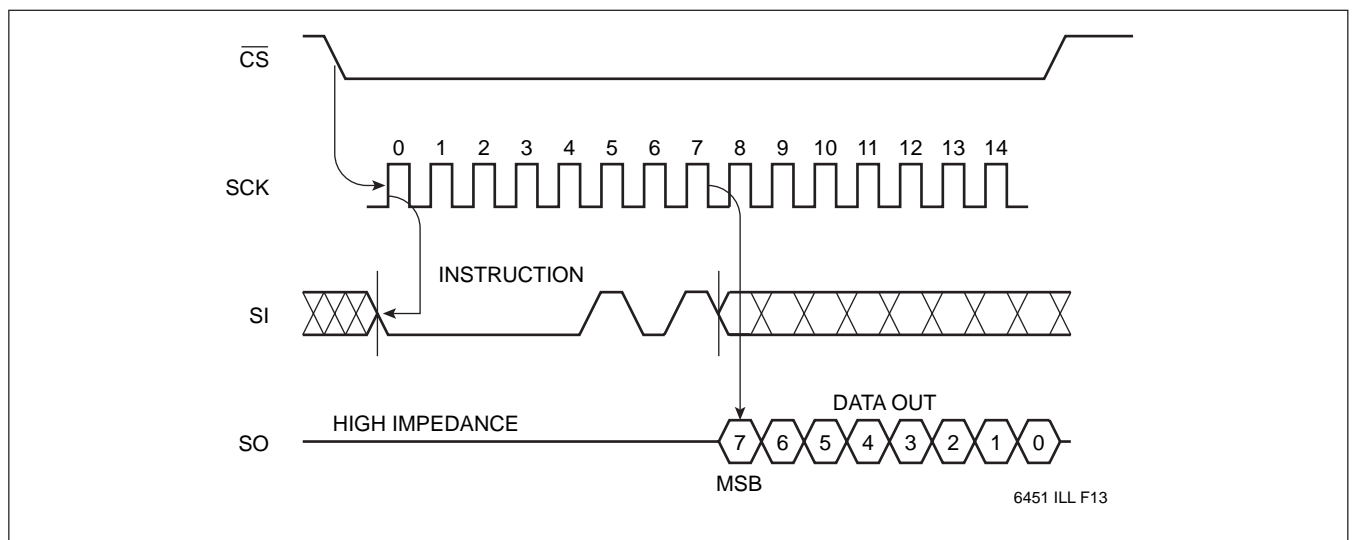 C̅S̅
0 1 2 3 4 5 6 7 8 9 10 11 12 13 14
SCK
INSTRUCTION
SI
HIGH IMPEDANCE
DATA OUT
SO
7 6 5 4 3 2 1 0
MSB
6451 ILL F13